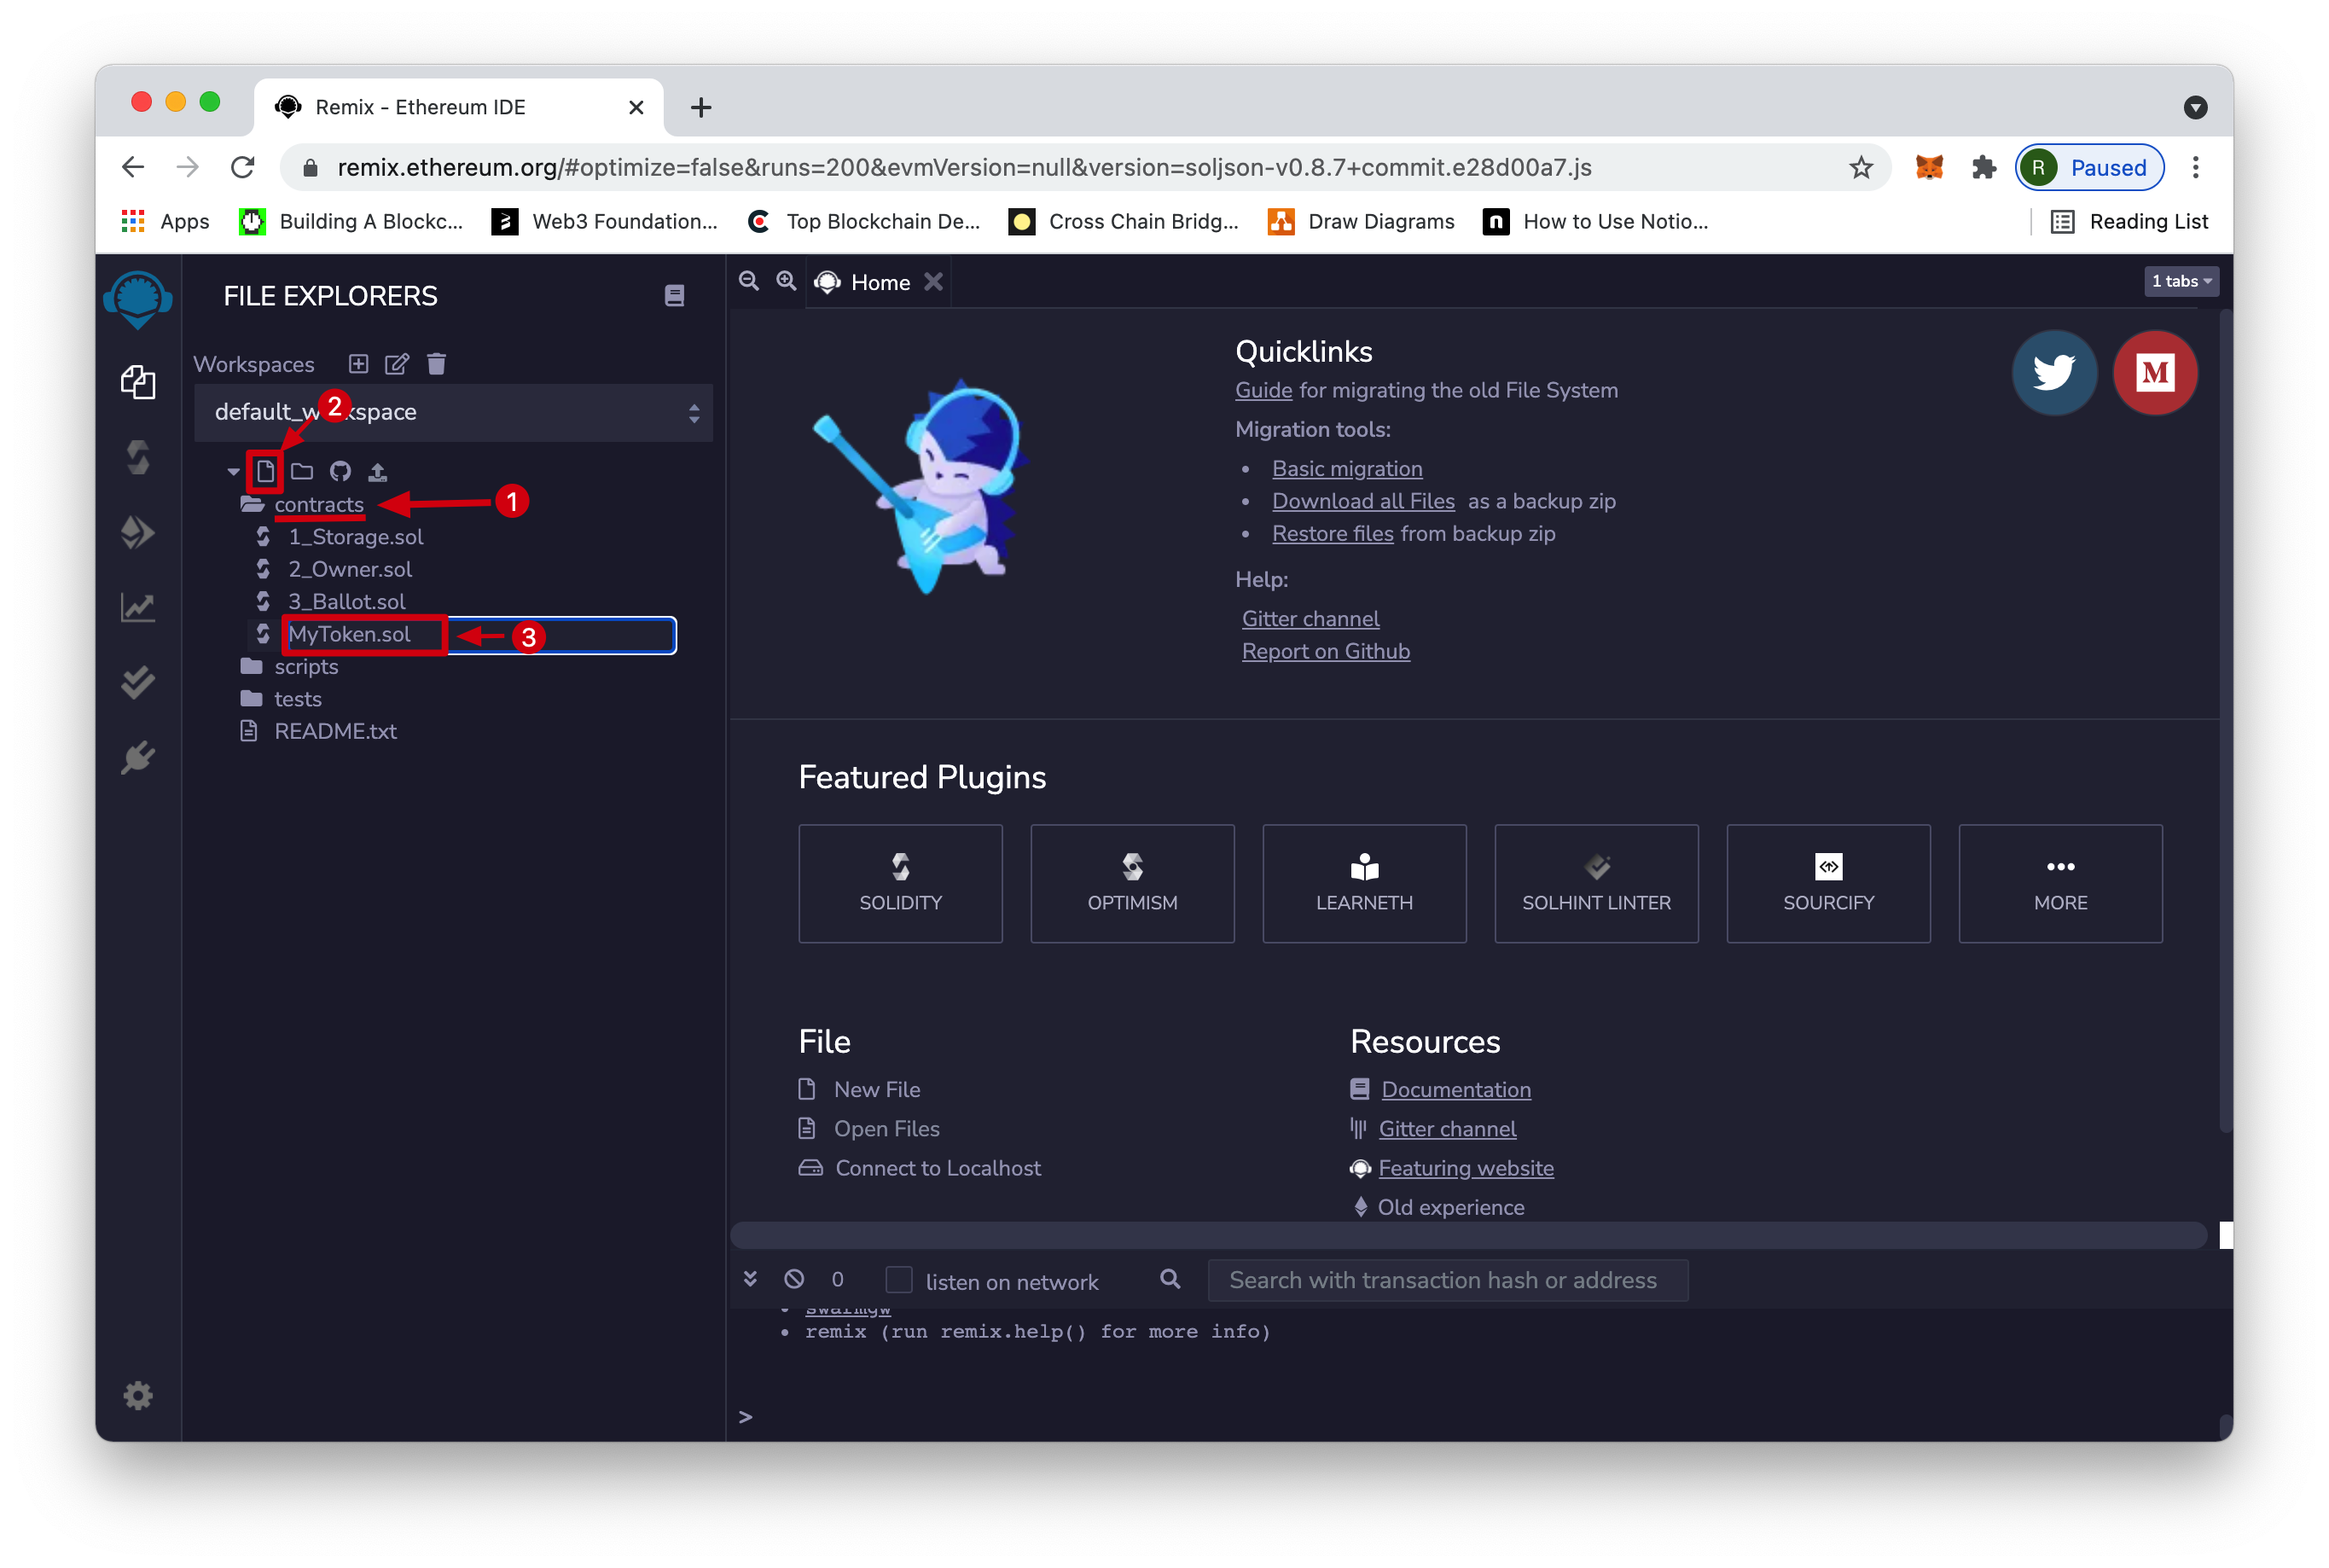 Remix - Ethereum IDE
remix.ethereum.org/#optimize=false&runs=200&evmVersion=null&version=soljson-v0.8.7+commit.e28d00a7.js
R Paused
Apps Building A Blockc... Web3 Foundation... Top Blockchain De... Cross Chain Bridg... Draw Diagrams How to Use Notio... Reading List
FILE EXPLORERS
Workspaces
default_w kspace
2
contracts 1
1_Storage.sol
2_Owner.sol
3_Ballot.sol
MyToken.sol 3
scripts
tests
README.txt
Home
1 tabs
Quicklinks
Guide for migrating the old File System
Migration tools:
• Basic migration
• Download all Files as a backup zip
• Restore files from backup zip
Help:
Gitter channel
Report on Github
M
Featured Plugins
SOLIDITY OPTIMISM LEARNETH SOLHINT LINTER SOURCIFY MORE
File
New File
Open Files
Connect to Localhost
Resources
Documentation
Gitter channel
Featuring website
Old experience
0 listen on network Search with transaction hash or address
• swarmgw
• remix (run remix.help() for more info)
>